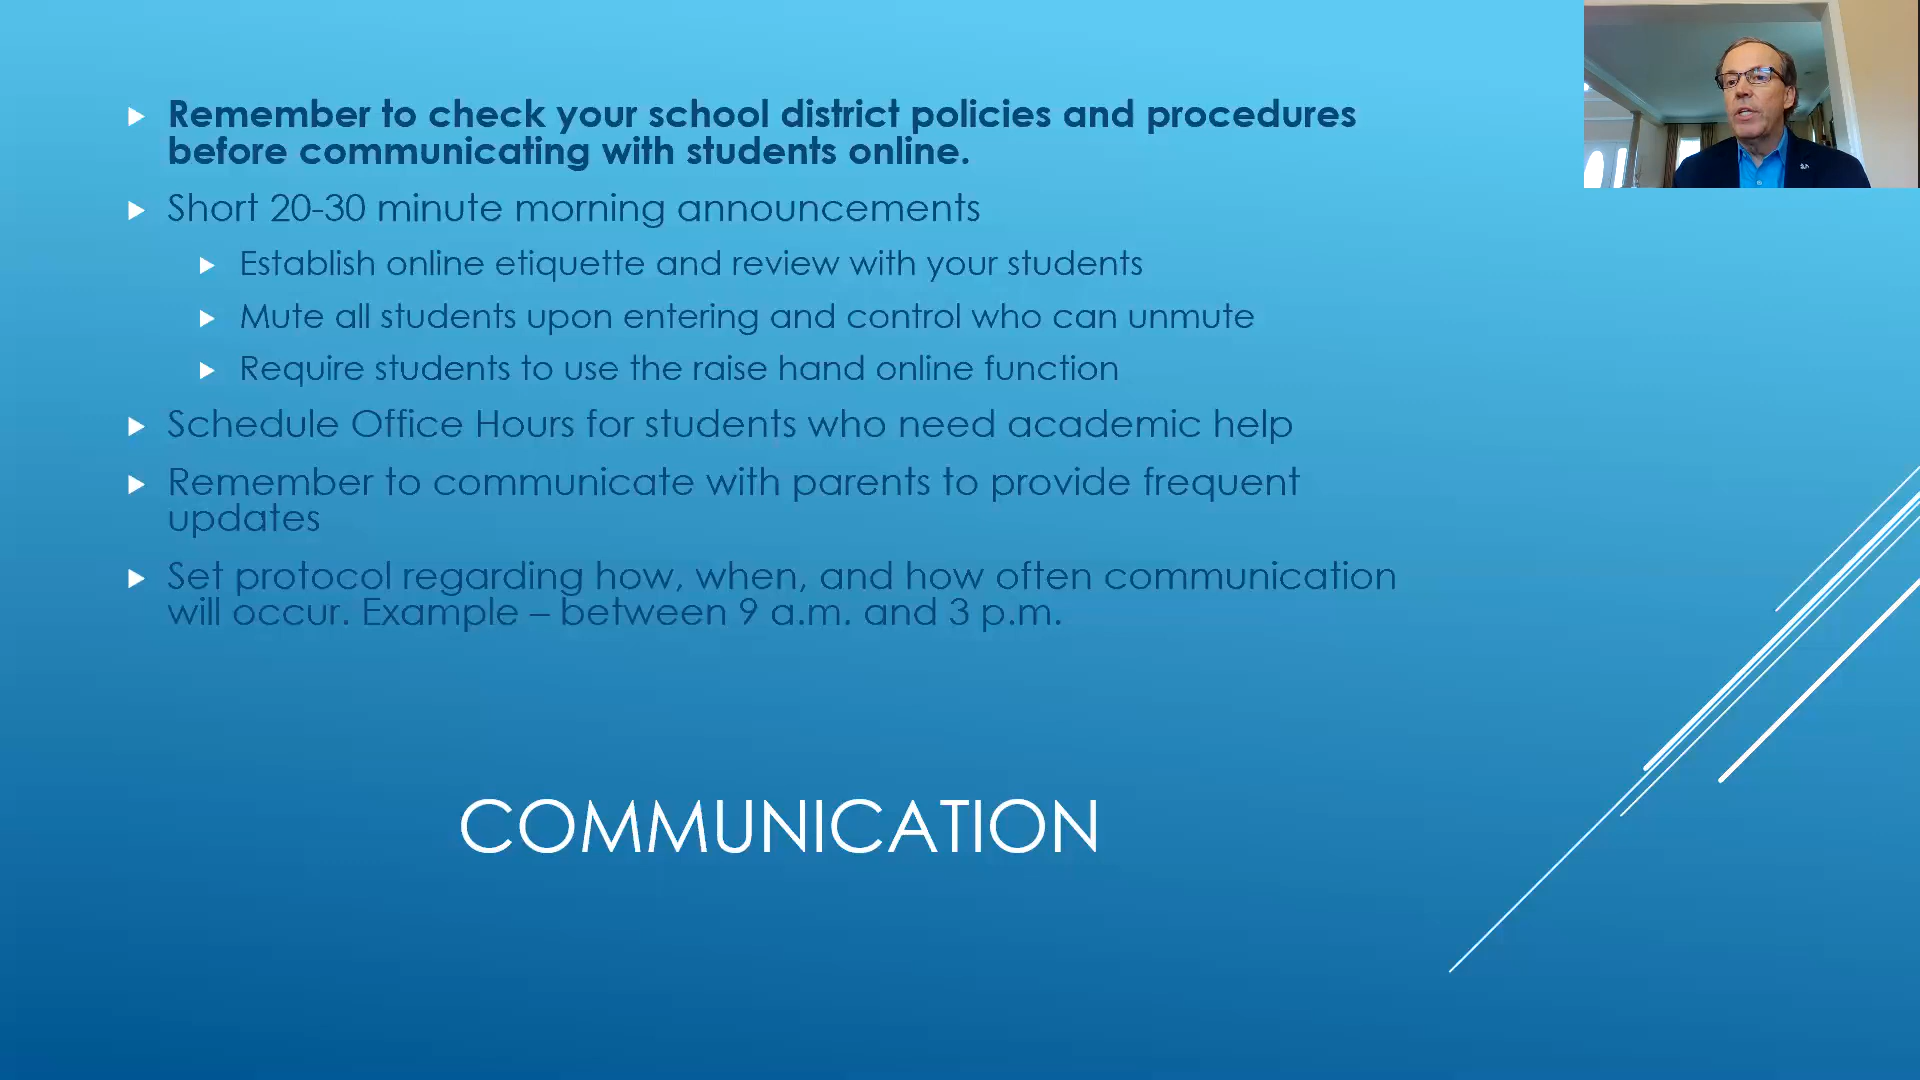 Remember to check your school district policies and procedures
before communicating with students online.
Short 20-30 minute morning announcements
Establish online etiquette and review with your students
Mute all students upon entering and control who can unmute
Require students to use the raise hand online function
Schedule Office Hours for students who need academic help
Remember to communicate with parents to provide frequent
updates
Set protocol regarding how, when, and how often communication
will occur. Example – between 9 a.m. and 3 p.m.
COMMUNICATION